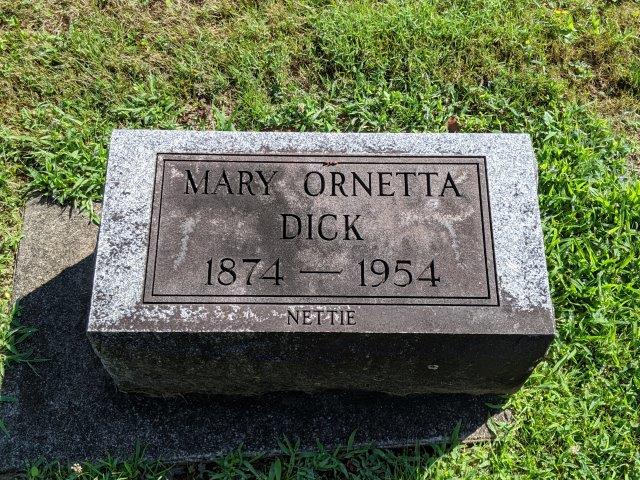 MARY ORNETTA
DICK
1874 — 1954
NETTIE